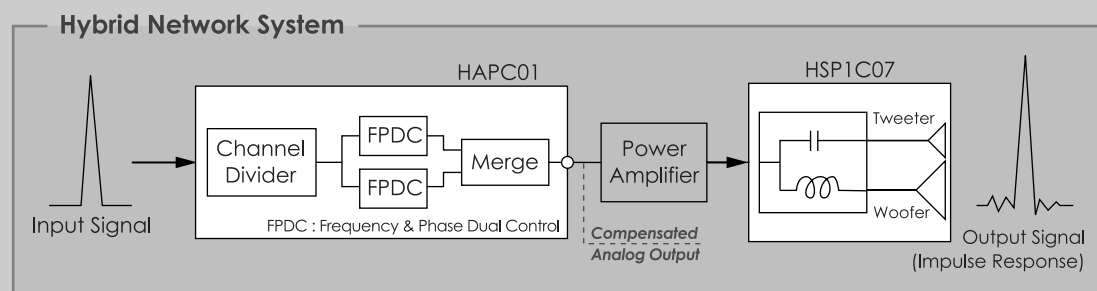 Hybrid Network System
HAPC01
HSP1C07
Input Signal
Channel
Divider
FPDC
FPDC
Merge
FPDC : Frequency & Phase Dual Control
Compensated
Analog Output
Power
Amplifier
Tweeter
Woofer
Output Signal
(Impulse Response)